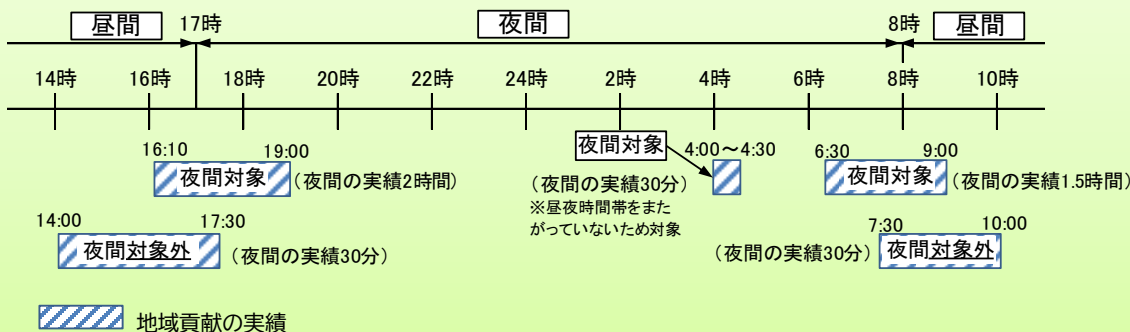 昼間 17時 夜間 8時 昼間
14時 16時 18時 20時 22時 24時 2時 4時 6時 8時 10時
16:10 19:00 夜間対象 4:00～4:30 6:30 9:00
夜間対象 (夜間の実績2時間) (夜間の実績30分) 夜間対象 (夜間の実績1.5時間)
※昼夜時間帯をまた
がっていないため対象
14:00 17:30 7:30 10:00
夜間対象外 (夜間の実績30分) (夜間の実績30分) 夜間対象外
地域貢献の実績